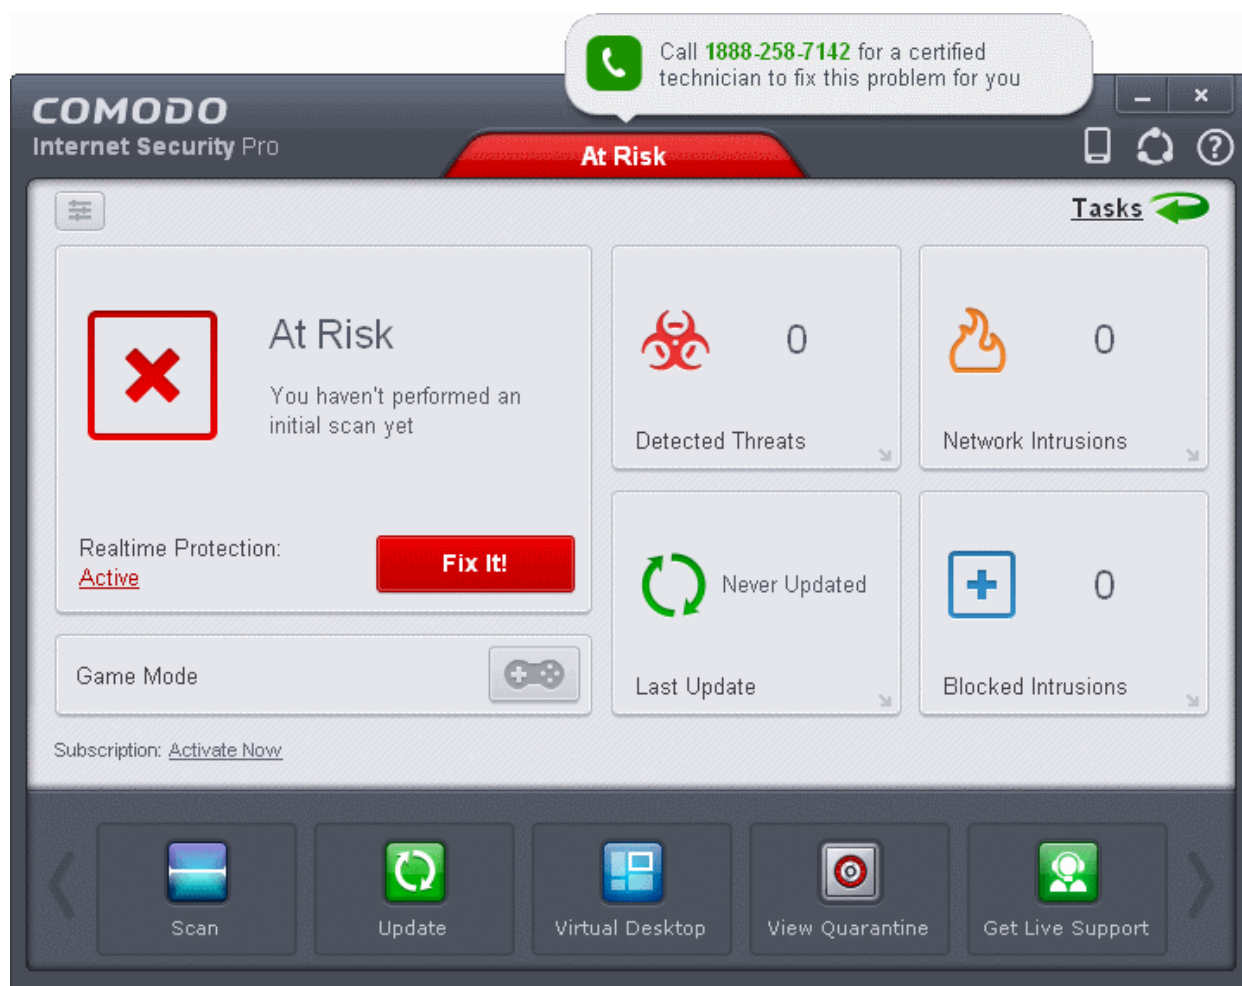 Call 1888-258-7142 for a certified
technician to fix this problem for you
COMODO
Internet Security Pro
At Risk
Tasks
At Risk
You haven't performed an
initial scan yet
Realtime Protection:
Active
Fix It!
0
Detected Threats
0
Network Intrusions
Never Updated
Last Update
0
Blocked Intrusions
Game Mode
Subscription: Activate Now
Scan
Update
Virtual Desktop
View Quarantine
Get Live Support